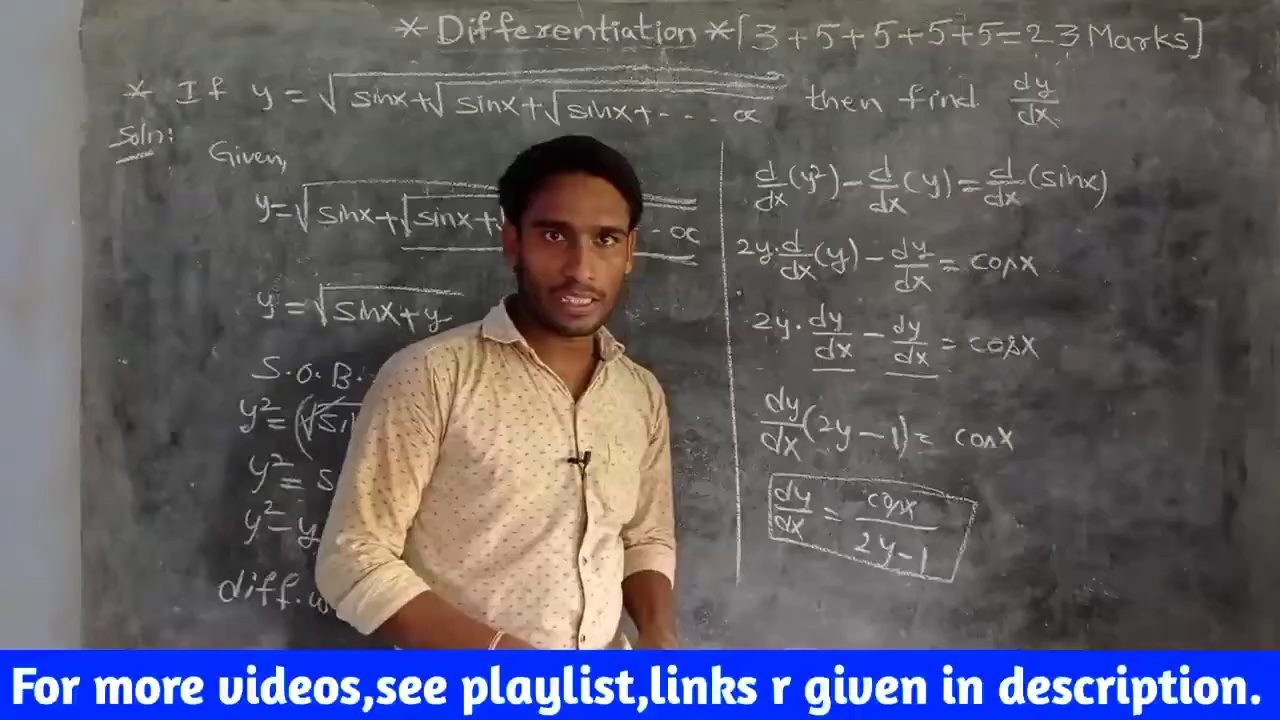 * Differentiation * [3+5+5+5+5=23 Marks]
* If y = √sinx+√sinx+√sinx+ - - - ∝ then find dy/dx.
Soln:
Given,
y=√sinx+√sinx+√ - ∝
y=√sinx+y
S.O.B.
y²=(√sin
y²= s
y²-y
diff.w
d/dx(y²)-d/dx(y)=d/dx(sinx)
2y.d/dx(y)-dy/dx=cosx
2y.dy/dx-dy/dx=cosx
dy/dx(2y-1)=cosx
dy/dx=cosx/2y-1
For more videos,see playlist,links r given in description.